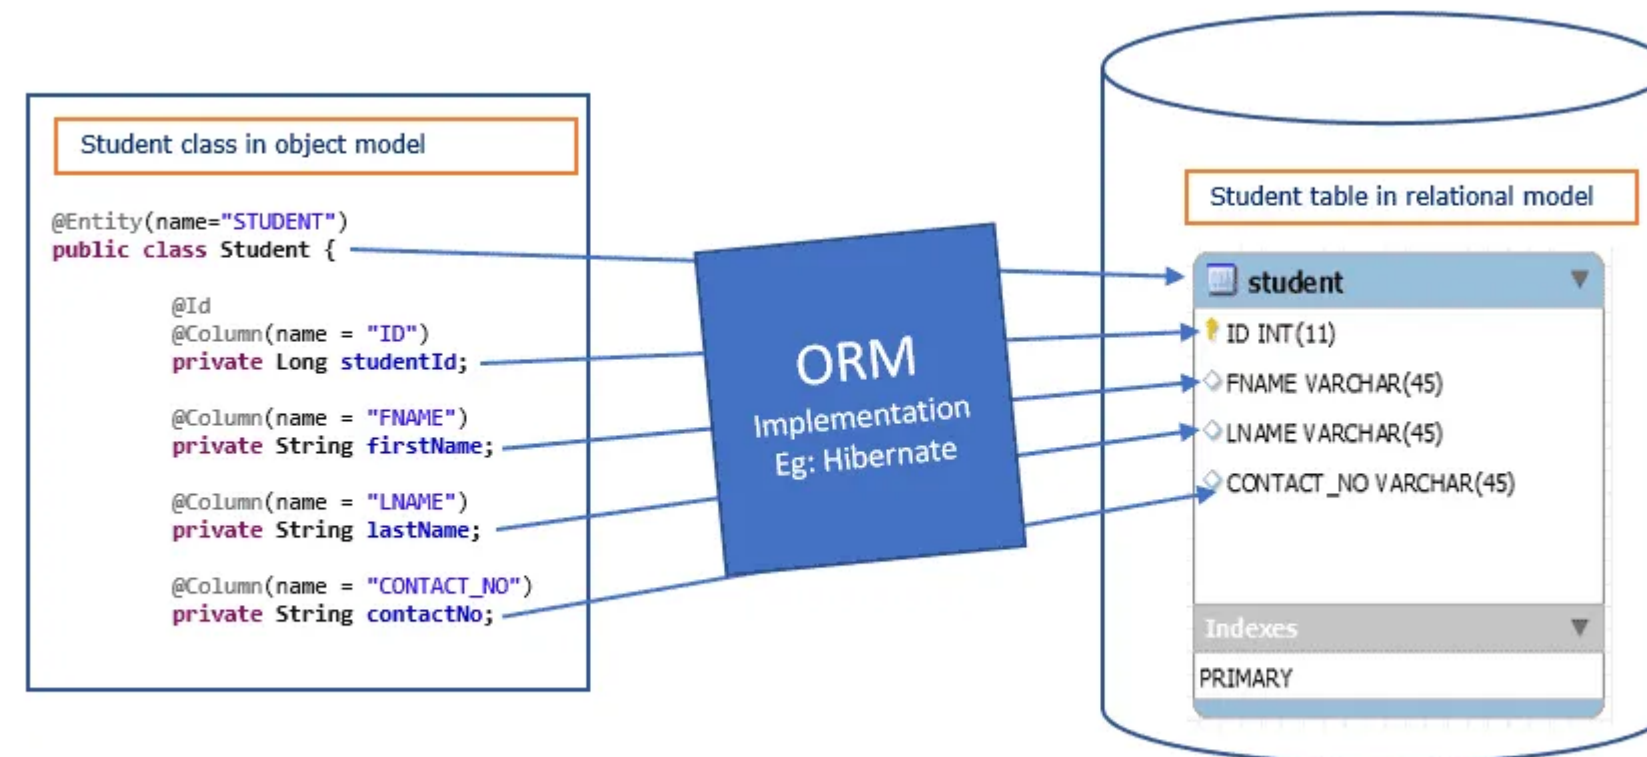 Student class in object model
@Entity(name="STUDENT")
public class Student {
@Id
@Column(name = "ID")
private Long studentId;
@Column(name = "FNAME")
private String firstName;
@Column(name = "LNAME")
private String lastName;
@Column(name = "CONTACT_NO")
private String contactNo;
ORM
Implementation
Eg: Hibernate
Student table in relational model
student
ID INT(11)
FNAME VARCHAR(45)
LNAME VARCHAR(45)
CONTACT_NO VARCHAR(45)
Indexes
PRIMARY